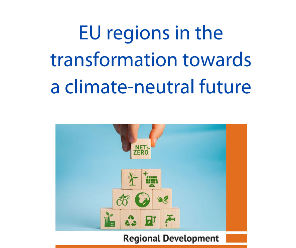 EU regions in the
transformation towards
a climate-neutral future
NET-
ZERO
Regional Development